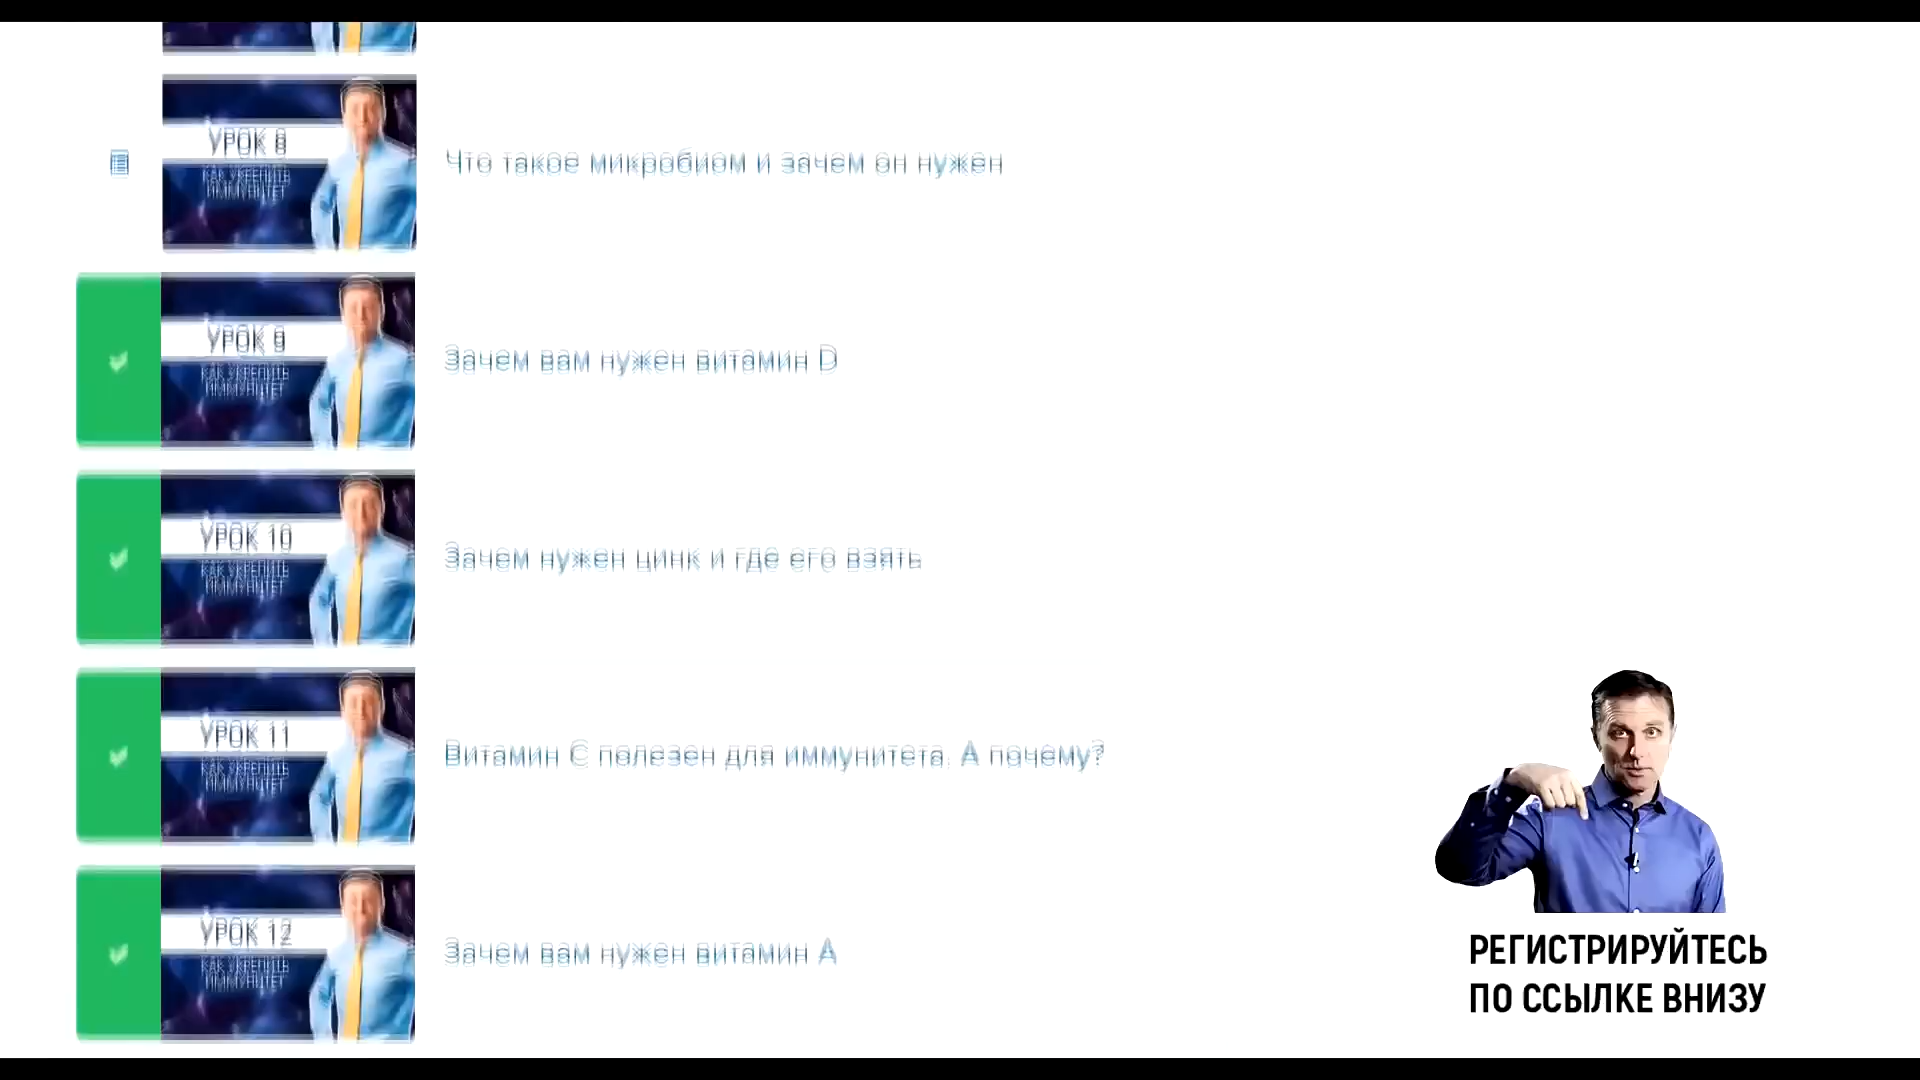 УРОК 8
КАК УКРЕПИТЬ
ИММУНИТЕТ
Что такое микробиом и зачем он нужен
УРОК 9
КАК УКРЕПИТЬ
ИММУНИТЕТ
Зачем вам нужен витамин D
УРОК 10
КАК УКРЕПИТЬ
ИММУНИТЕТ
Зачем нужен цинк и где его взять
УРОК 11
КАК УКРЕПИТЬ
ИММУНИТЕТ
Витамин С полезен для иммунитета. А почему?
УРОК 12
КАК УКРЕПИТЬ
ИММУНИТЕТ
Зачем вам нужен витамин А
РЕГИСТРИРУЙТЕСЬ
ПО ССЫЛКЕ ВНИЗУ